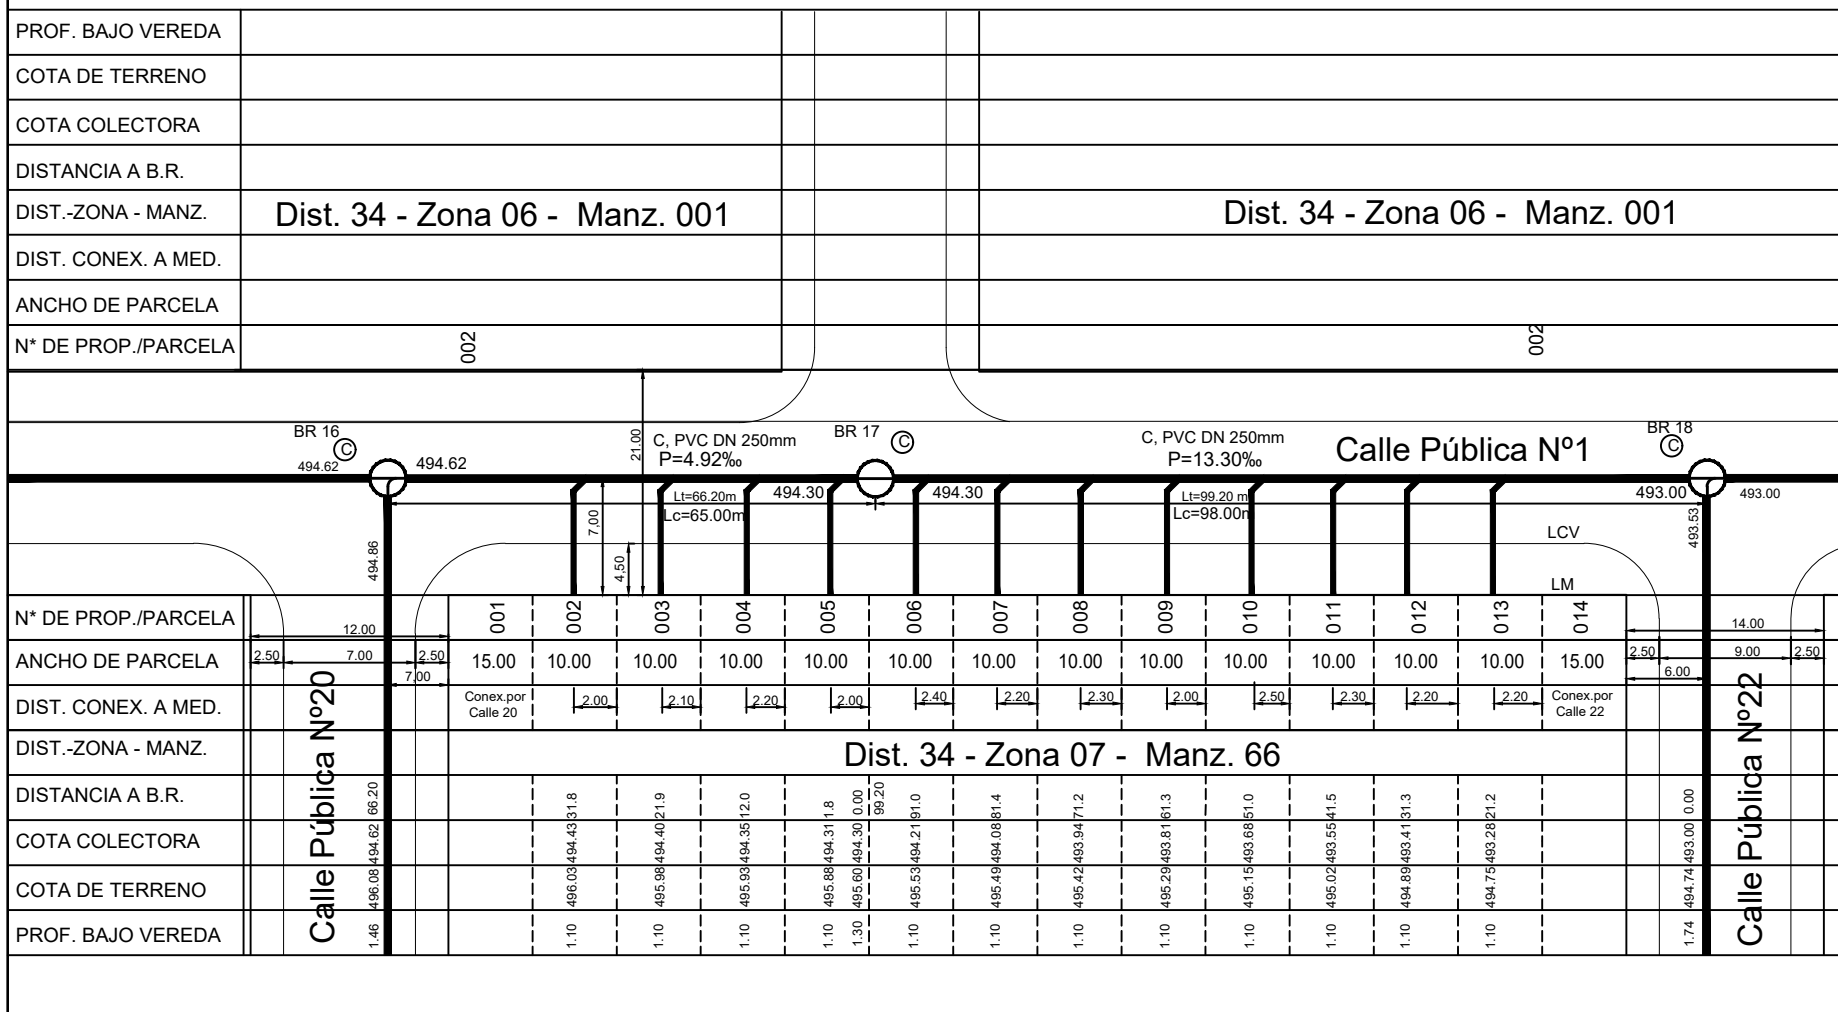 PROF. BAJO VEREDA
COTA DE TERRENO
COTA COLECTORA
DISTANCIA A B.R.
DIST.-ZONA - MANZ.
Dist. 34 - Zona 06 - Manz. 001
Dist. 34 - Zona 06 - Manz. 001
DIST. CONEX. A MED.
ANCHO DE PARCELA
N* DE PROP./PARCELA
002
002
BR 16
C
494.62
494.62
21.00
C, PVC DN 250mm
P=4.92‰
BR 17
C
C, PVC DN 250mm
P=13.30‰
Calle Pública Nº1
BR 18
C
Lt=66.20m
Lc=65.00m
494.30
494.30
Lt=99.20 m
Lc=98.00m
493.00
493.00
494.86
7,00
4,50
493.53
LCV
LM
N* DE PROP./PARCELA
12.00
001
002
003
004
005
006
007
008
009
010
011
012
013
014
14.00
ANCHO DE PARCELA
2.50
7.00
2.50
7,00
15.00
10.00
10.00
10.00
10.00
10.00
10.00
10.00
10.00
10.00
10.00
10.00
10.00
15.00
2.50
9.00
2.50
6.00
DIST. CONEX. A MED.
Conex.por
Calle 20
2.00
2.10
2.20
2.00
2.40
2.20
2.30
2.00
2.50
2.30
2.20
2.20
Conex.por
Calle 22
Calle Pública Nº20
Calle Pública Nº22
DIST.-ZONA - MANZ.
Dist. 34 - Zona 07 - Manz. 66
DISTANCIA A B.R.
66.20
31.8
21.9
12.0
1.8
0.00
99.20
91.0
81.4
71.2
61.3
51.0
41.5
31.3
21.2
0.00
COTA COLECTORA
494.62
494.43
494.40
494.35
494.31
494.30
494.21
494.08
493.94
493.81
493.68
493.55
493.41
493.28
493.00
COTA DE TERRENO
496.08
496.03
495.98
495.93
495.88
495.60
495.53
495.49
495.42
495.29
495.15
495.02
494.89
494.75
494.74
PROF. BAJO VEREDA
1.46
1.10
1.10
1.10
1.10
1.30
1.10
1.10
1.10
1.10
1.10
1.10
1.10
1.10
1.74